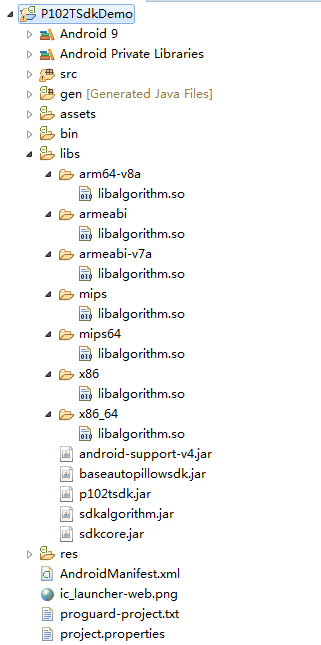 P102TSdkDemo
Android 9
Android Private Libraries
src
gen [Generated Java Files]
assets
bin
libs
arm64-v8a
libalgorithm.so
armeabi
libalgorithm.so
armeabi-v7a
libalgorithm.so
mips
libalgorithm.so
mips64
libalgorithm.so
x86
libalgorithm.so
x86_64
libalgorithm.so
android-support-v4.jar
baseautopillowsdk.jar
p102tsdk.jar
sdkalgorithm.jar
sdkcore.jar
res
AndroidManifest.xml
ic_launcher-web.png
proguard-project.txt
project.properties